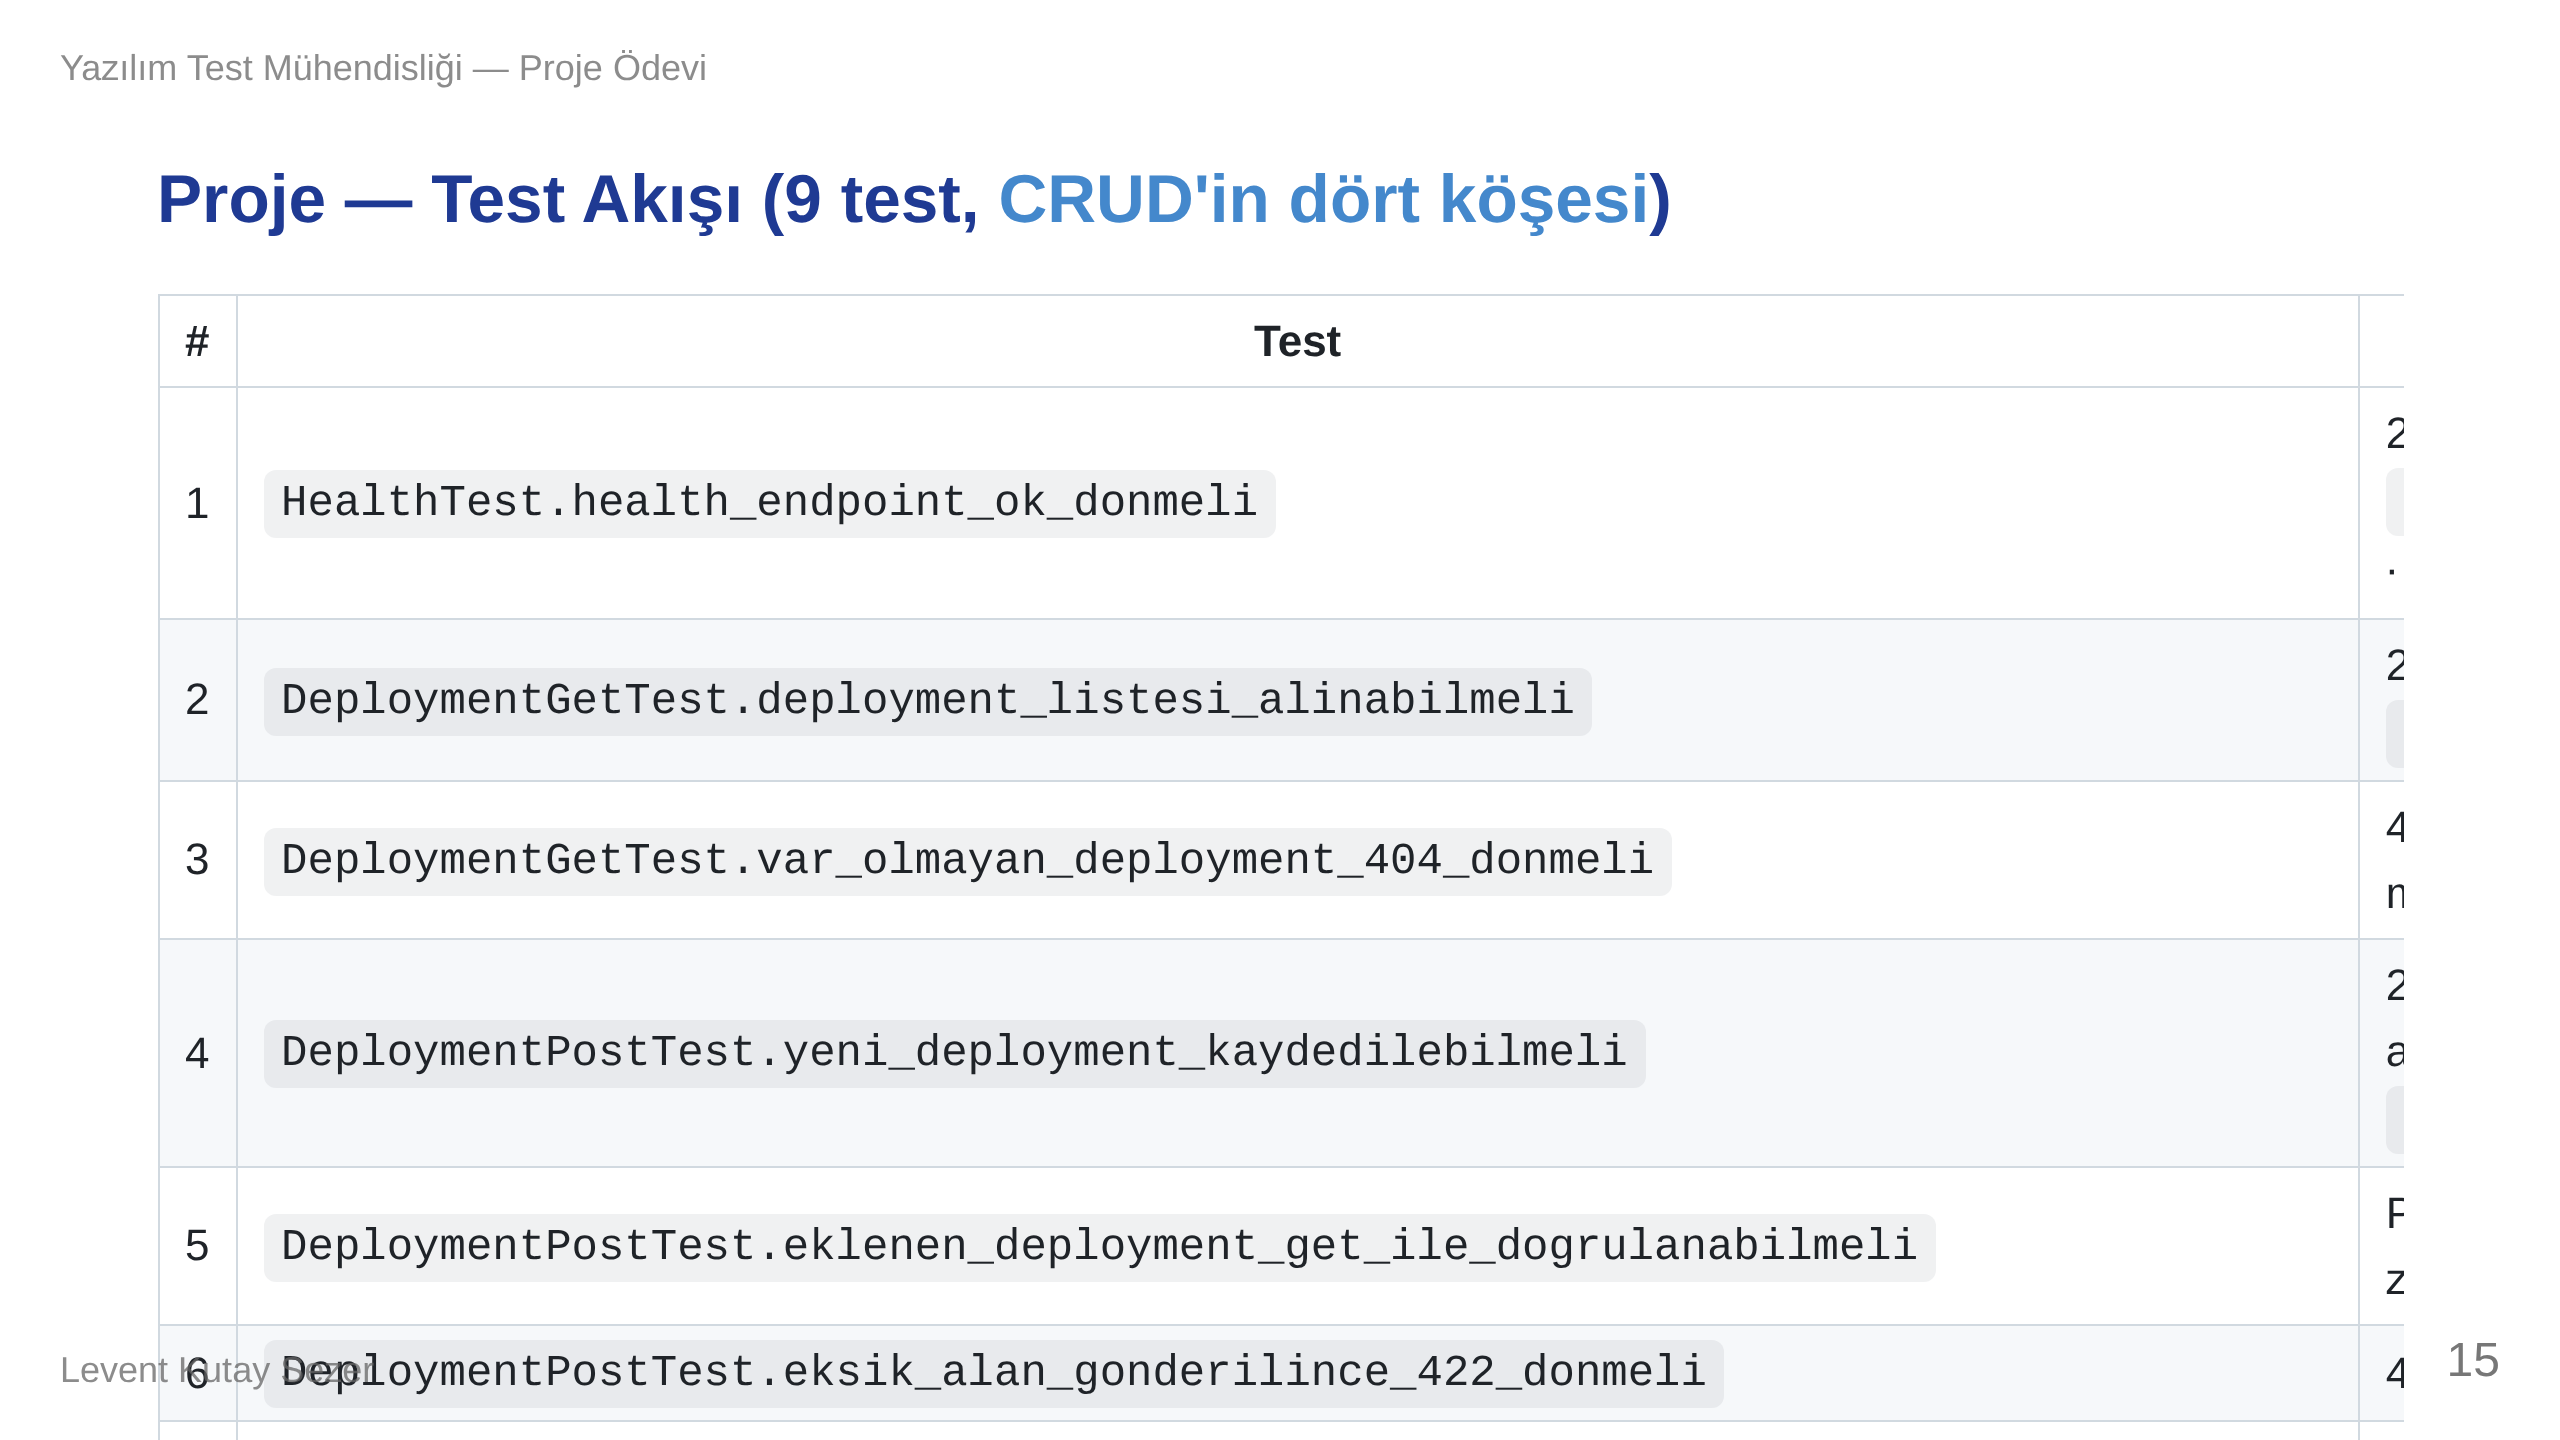 Yazılım Test Mühendisliği — Proje Ödevi
Proje — Test Akışı (9 test, CRUD'in dört köşesi)
# Test
1 HealthTest.health_endpoint_ok_donmeli
2 DeploymentGetTest.deployment_listesi_alinabilmeli
3 DeploymentGetTest.var_olmayan_deployment_404_donmeli
4 DeploymentPostTest.yeni_deployment_kaydedilebilmeli
5 DeploymentPostTest.eklenen_deployment_get_ile_dogrulanabilmeli
6 DeploymentPostTest.eksik_alan_gonderilince_422_donmeli
Levent Kutay Sezer
15